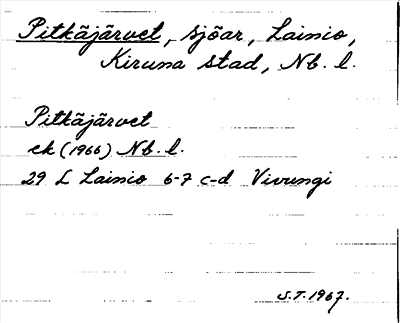 Pitkäjärvet, sjöar, Lainio,
Kiruna stad, Nb. l.
Pitkäjärvet
ek (1966) Nb. l.
29 L Lainio 6-7 c-d Vivungi
S.T. 1967.